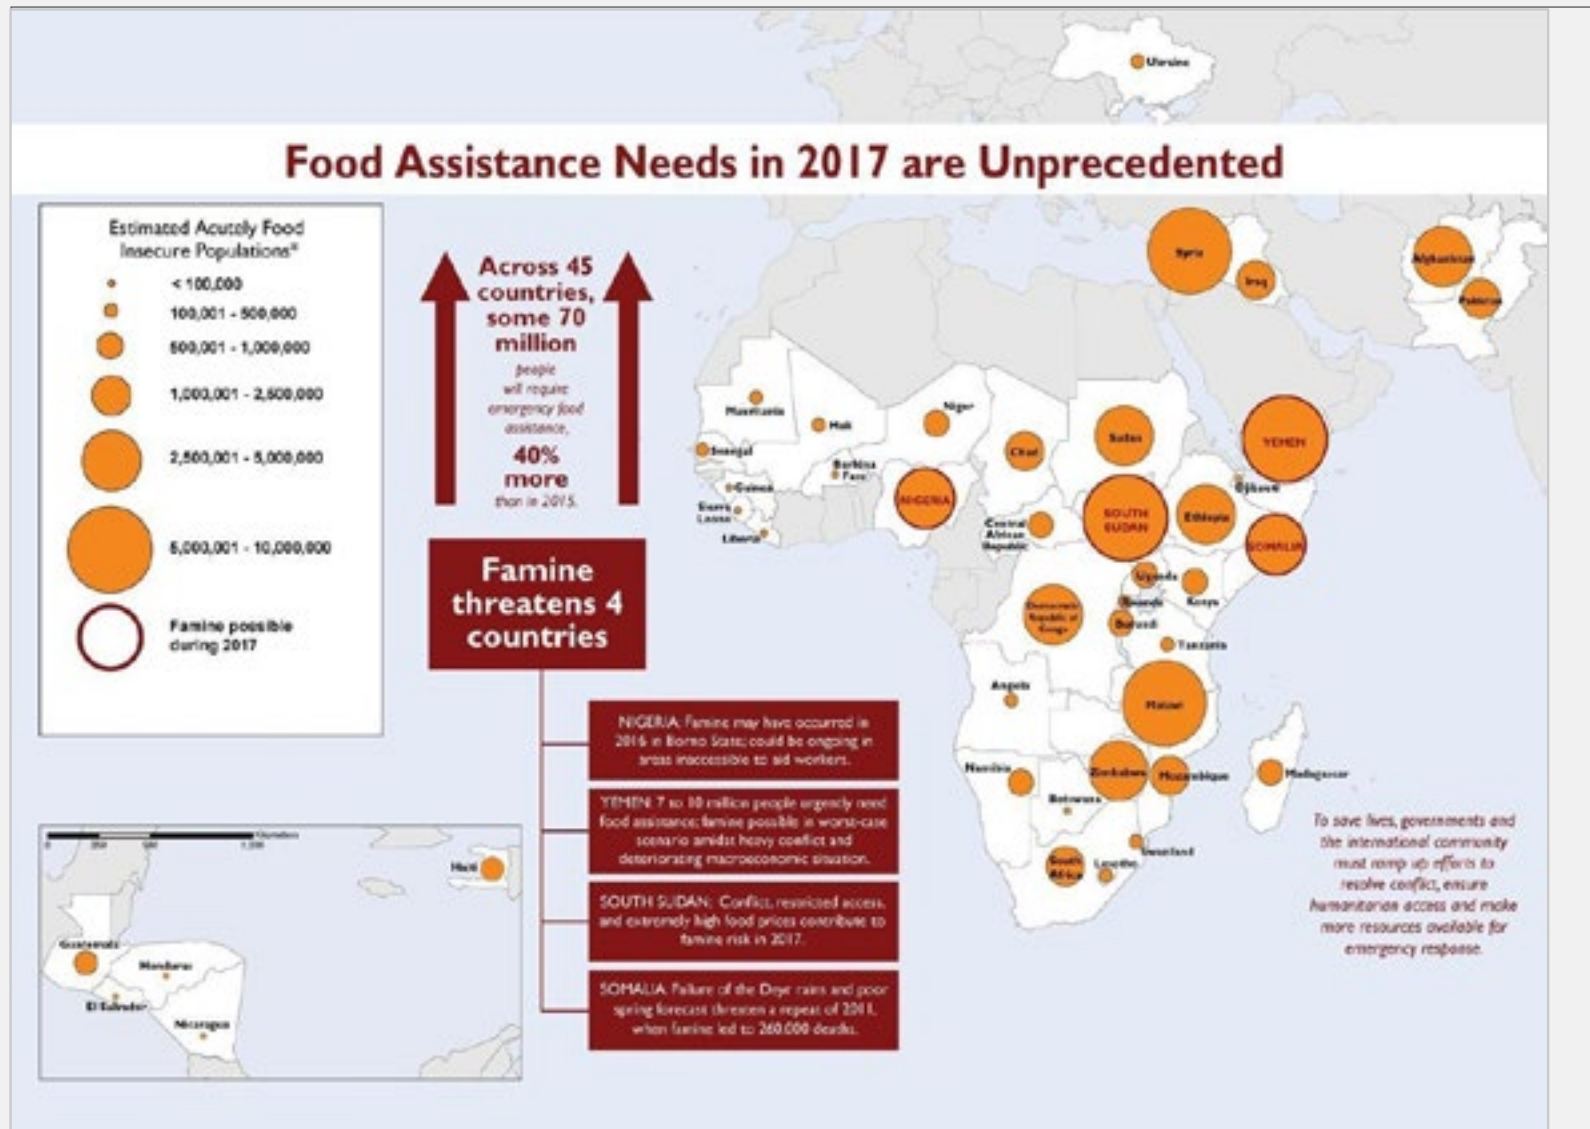 Ukraine
Food Assistance Needs in 2017 are Unprecedented
Estimated Acutely Food
Insecure Populations*
< 100,000
100,001 - 500,000
500,001 - 1,000,000
1,000,001 - 2,500,000
2,500,001 - 5,000,000
5,000,001 - 10,000,000
Famine possible
during 2017
Across 45
countries,
some 70
million
people
will require
emergency food
assistance,
40%
more
than in 2015.
Famine
threatens 4
countries
NIGERIA: Famine may have occurred in
2016 in Borno State; could be ongoing in
areas inaccessible to aid workers.
YEMEN: 7 to 10 million people urgently need
food assistance; famine possible in worst-case
scenario amidst heavy conflict and
deteriorating macroeconomic situation.
SOUTH SUDAN: Conflict, restricted access,
and extremely high food prices contribute to
famine risk in 2017.
SOMALIA: Failure of the Deyr rains and poor
spring forecast threaten a repeat of 2011,
when famine led to 260,000 deaths.
Syria
Iraq
Afghanistan
Pakistan
Mauritania
Mali
Niger
Chad
Sudan
YEMEN
Senegal
Burkina
Faso
Guinea
Sierra
Leone
Liberia
NIGERIA
Central
African
Republic
SOUTH
SUDAN
Ethiopia
Djibouti
SOMALIA
Uganda
Kenya
Rwanda
Burundi
Democratic
Republic of
Congo
Tanzania
Angola
Malawi
Namibia
Zimbabwe
Mozambique
Madagascar
Botswana
Swaziland
South
Africa
Lesotho
To save lives, governments and
the international community
must ramp up efforts to
resolve conflict, ensure
humanitarian access and make
more resources available for
emergency response.
Kilometers
0
Haiti
Guatemala
Honduras
El Salvador
Nicaragua